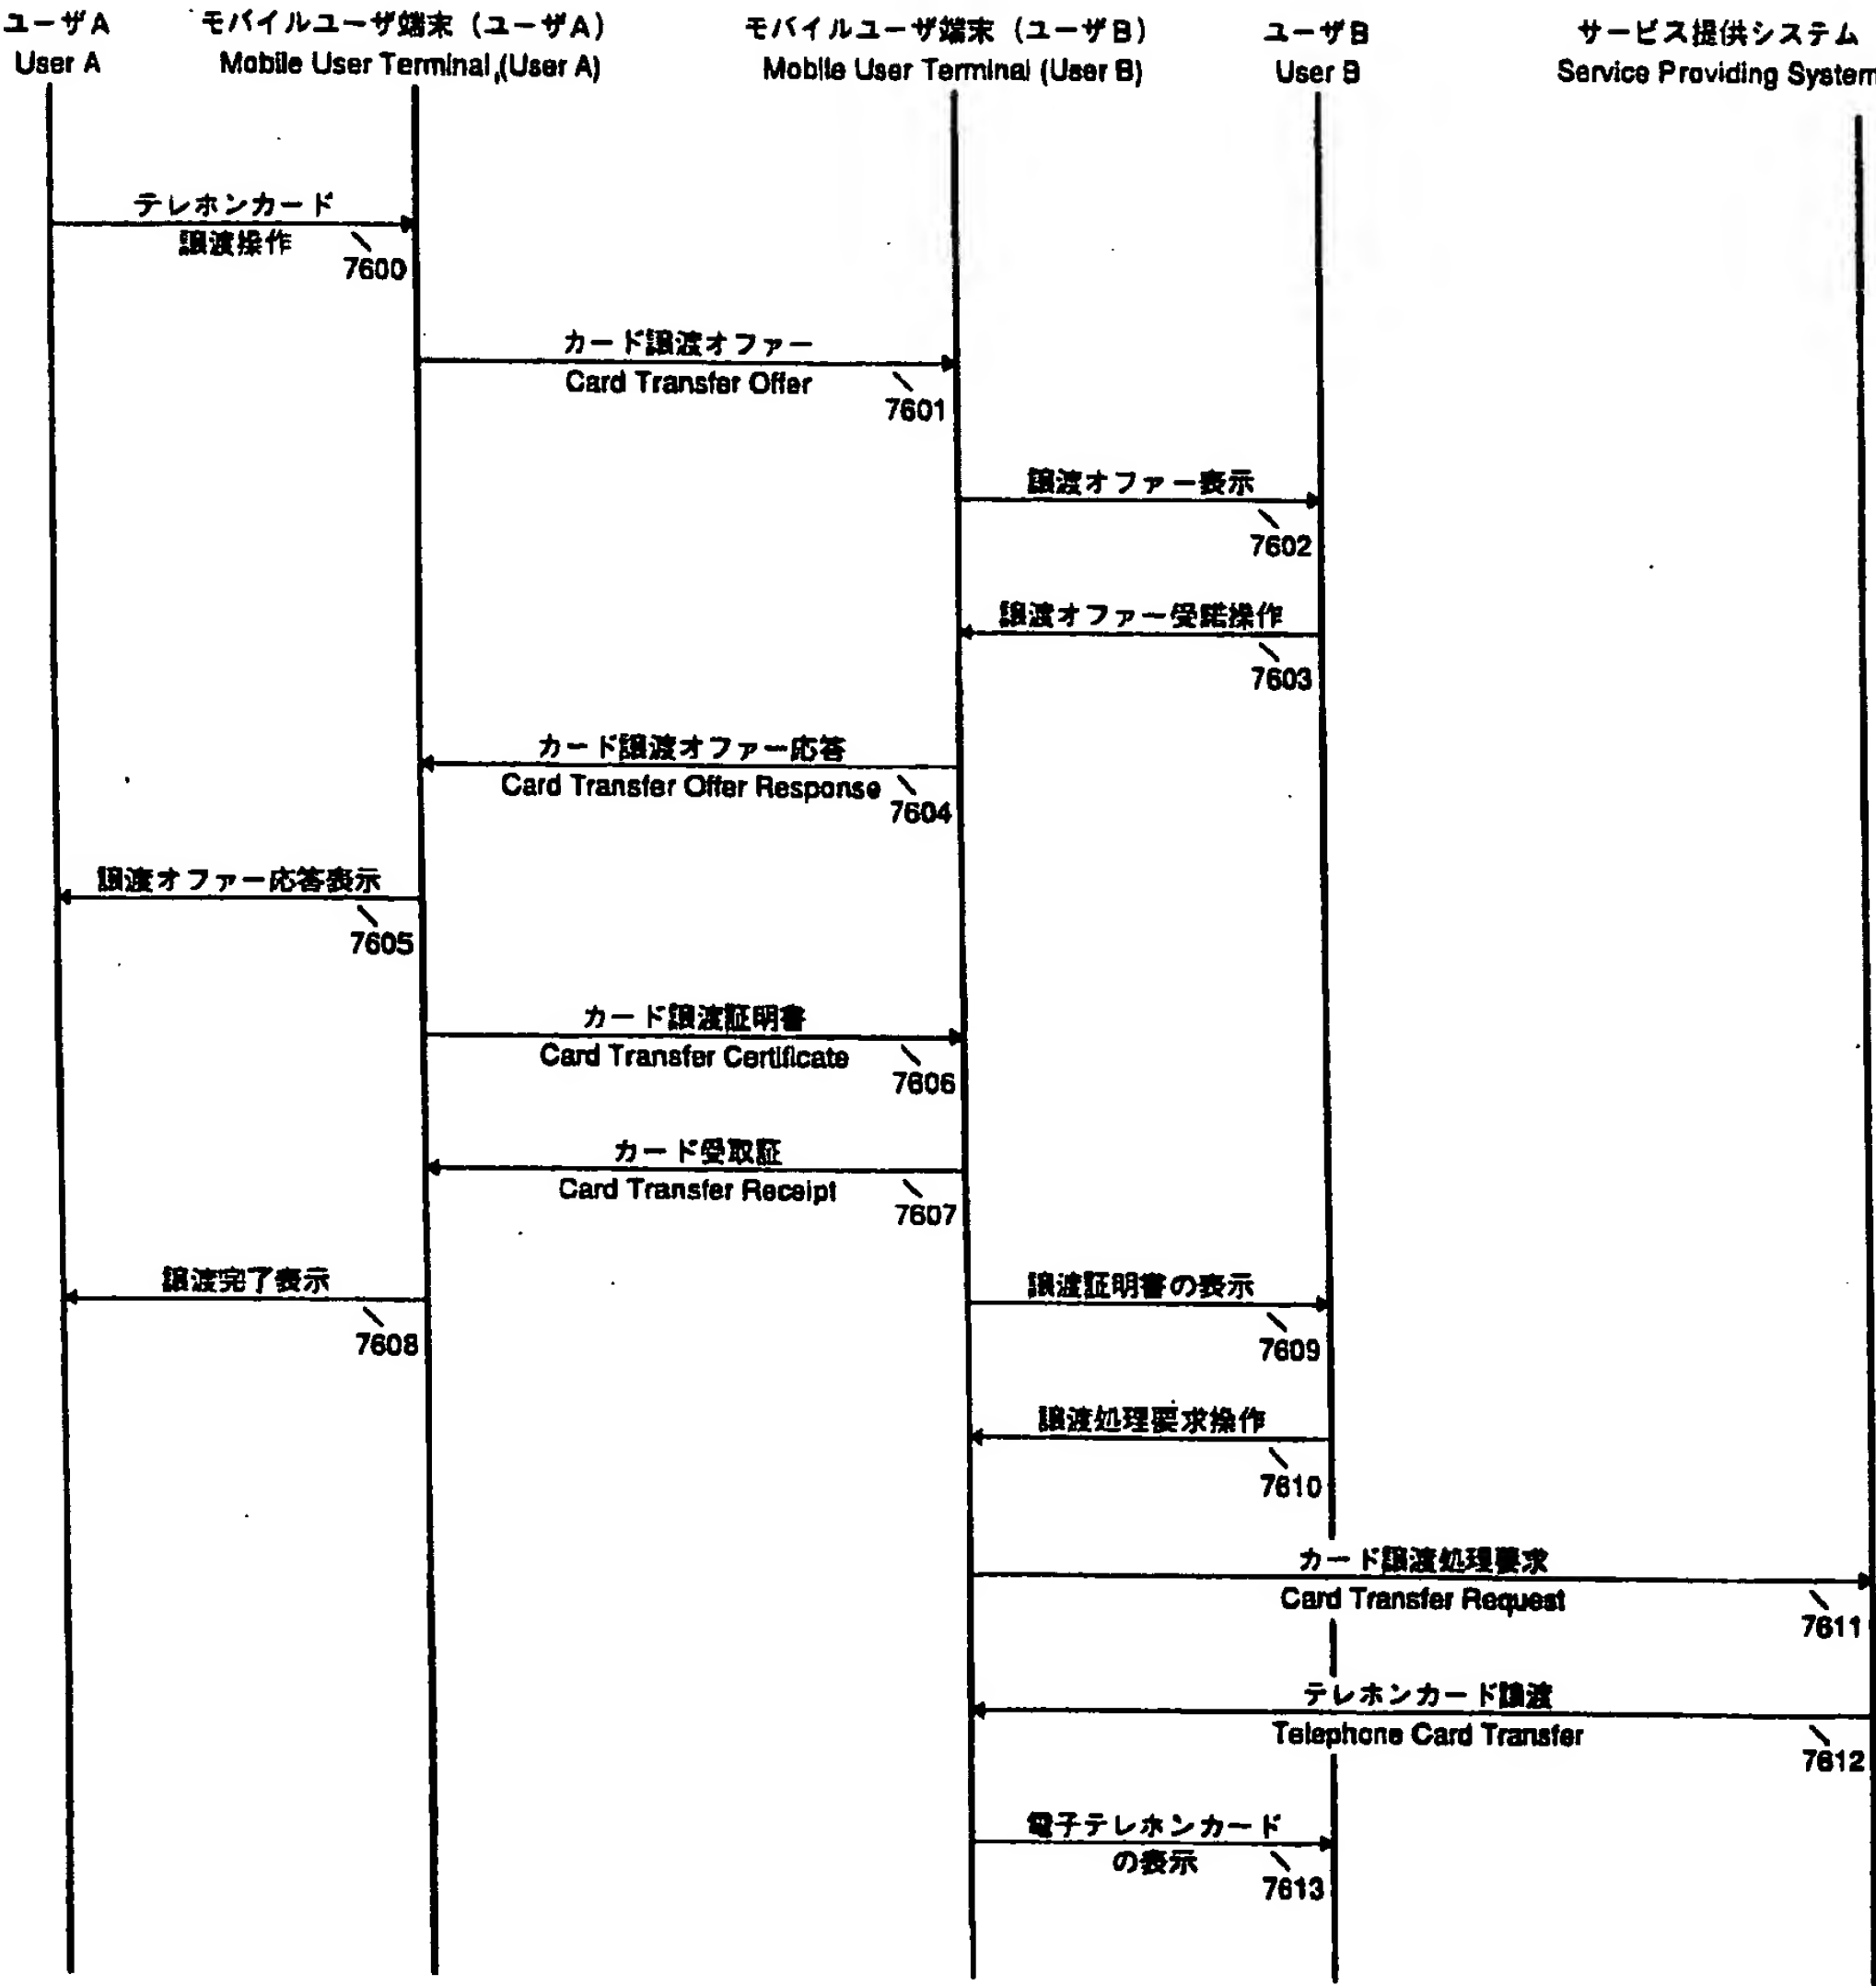 ユーザA
User A
モバイルユーザ端末（ユーザA）
Mobile User Terminal,(User A)
モバイルユーザ端末（ユーザB）
Mobile User Terminal (User B)
ユーザB
User B
サービス提供システム
Service Providing System
テレホンカード
譲渡操作
7600
カード譲渡オファー
Card Transfer Offer
7601
譲渡オファー表示
7602
譲渡オファー受諾操作
7603
カード譲渡オファー応答
Card Transfer Offer Response
7604
譲渡オファー応答表示
7605
カード譲渡証明書
Card Transfer Certificate
7606
カード受取証
Card Transfer Receipt
7607
譲渡完了表示
7608
譲渡証明書の表示
7609
譲渡処理要求操作
7610
カード譲渡処理要求
Card Transfer Request
7611
テレホンカード譲渡
Telephone Card Transfer
7612
電子テレホンカード
の表示
7613